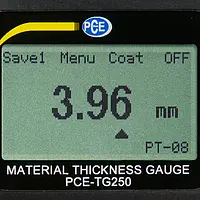 PCE
Save1 Menu Coat OFF
3.96 mm
PT-08
MATERIAL THICKNESS GAUGE
PCE-TG250